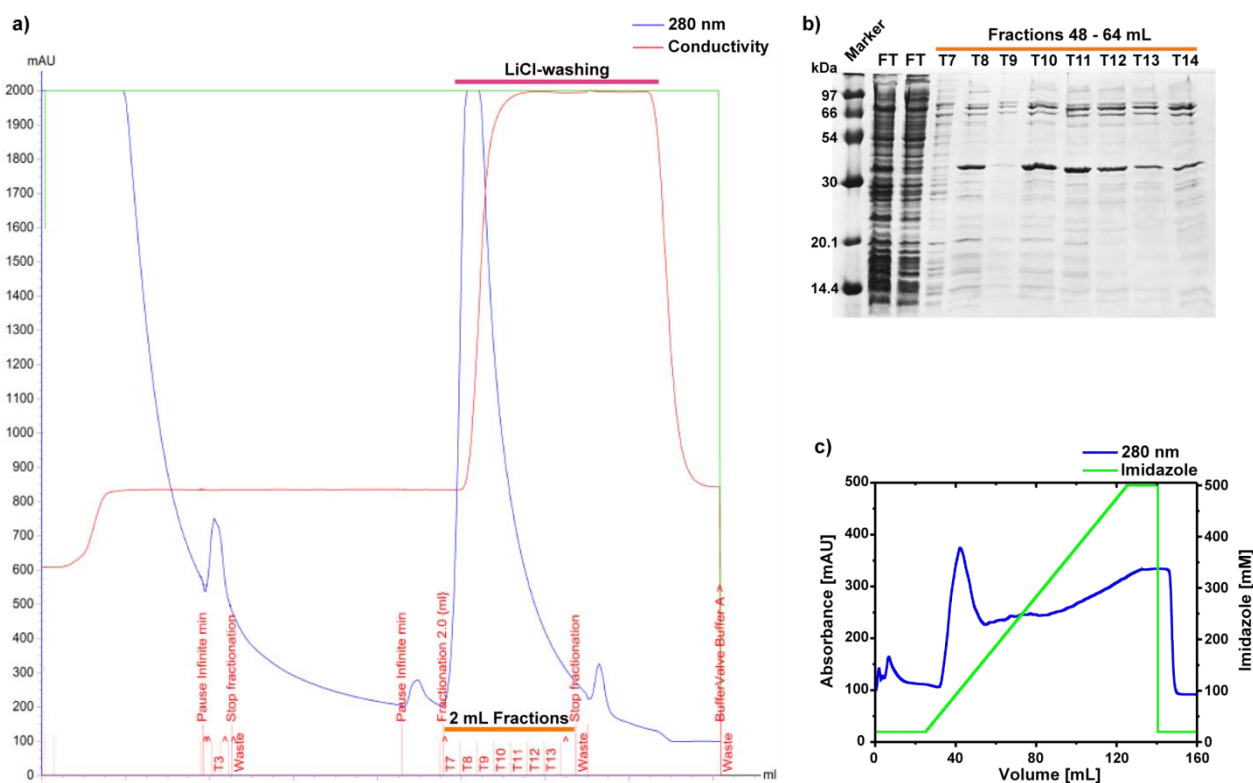 a)
280 nm
Conductivity
mAU
LiCl-washing
2000
1900
1800
1700
1600
1500
1400
1300
1200
1100
1000
900
800
700
600
500
400
300
200
100
0
Pause Infinite min
Stop fractionation
T3
Waste
Pause Infinite min
Fractionation 2.0 {ml}
2 mL Fractions
T7
T8
T9
T10
T11
T12
T13
Stop fractionation
Waste
BufferValve Buffer A
Waste
ml
b)
Marker
Fractions 48 - 64 mL
kDa
FT FT T7 T8 T9 T10 T11 T12 T13 T14
97
66
54
30
20.1
14.4
c)
280 nm
Imidazole
Absorbance [mAU]
500
400
300
200
100
0
0 40 80 120 160
Volume [mL]
500
400
300
200
100
0
Imidazole [mM]